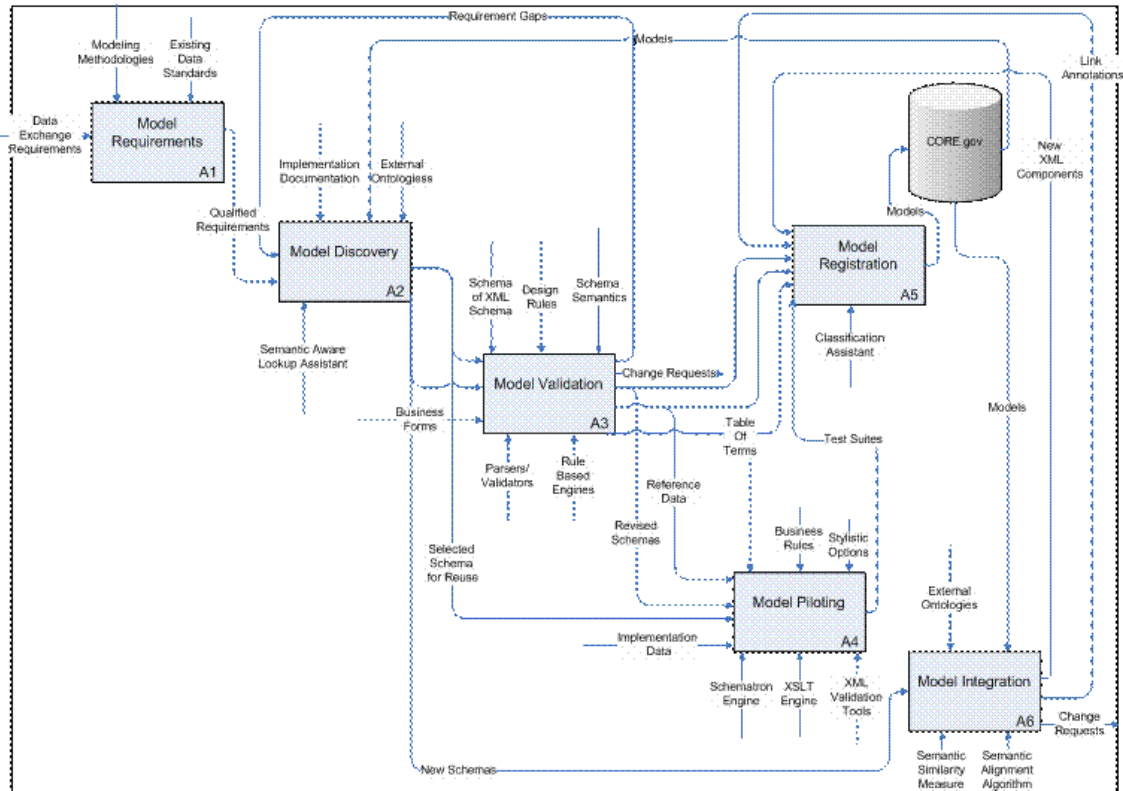 Requirement Gaps
Models
Modeling
Methodologies
Existing
Data
Standards
Link
Annotations
Data
Exchange
Requirements
Model
Requirements
A1
CORE.gov
New
XML
Components
Implementation
Documentation
External
Ontologiess
Qualified
Requirements
Models
Model Discovery
A2
Model
Registration
A5
Schema
of XML
Schema
Design
Rules
Schema
Semantics
Semantic Aware
Lookup Assistant
Classification
Assistant
Model Validation
A3
Change Requests
Business
Forms
Table
Of
Terms
Models
Test Suites
Parsers/
Validators
Rule
Based
Engines
Reference
Data
Revised
Schemas
Business
Rules
Stylistic
Options
Selected
Schema
for Reuse
Model Piloting
A4
External
Ontologies
Implementation
Data
Schematron
Engine
XSLT
Engine
XML
Validation
Tools
Model Integration
A6
Change
Requests
New Schemas
Semantic
Similarity
Measure
Semantic
Alignment
Algorithm